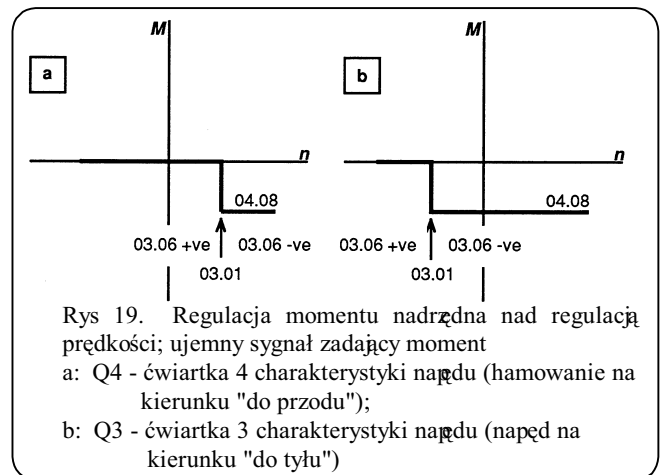 M
M
a
b
n
n
04.08
04.08
03.06 +ve
03.06 -ve
03.06 +ve
03.06 -ve
03.01
03.01
Rys 19. Regulacja momentu nadrzędna nad regulacją
prędkości; ujemny sygnał zadający moment
a: Q4 - ćwiartka 4 charakterystyki napędu (hamowanie na
kierunku "do przodu");
b: Q3 - ćwiartka 3 charakterystyki napędu (napęd na
kierunku "do tyłu")